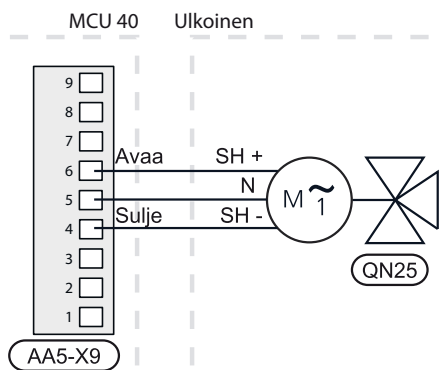 MCU 40 Ulkoinen
9
8
7
6 Avaa SH +
5 N
4 Sulje SH -
3
2
1
M ~ 1
QN25
AA5-X9